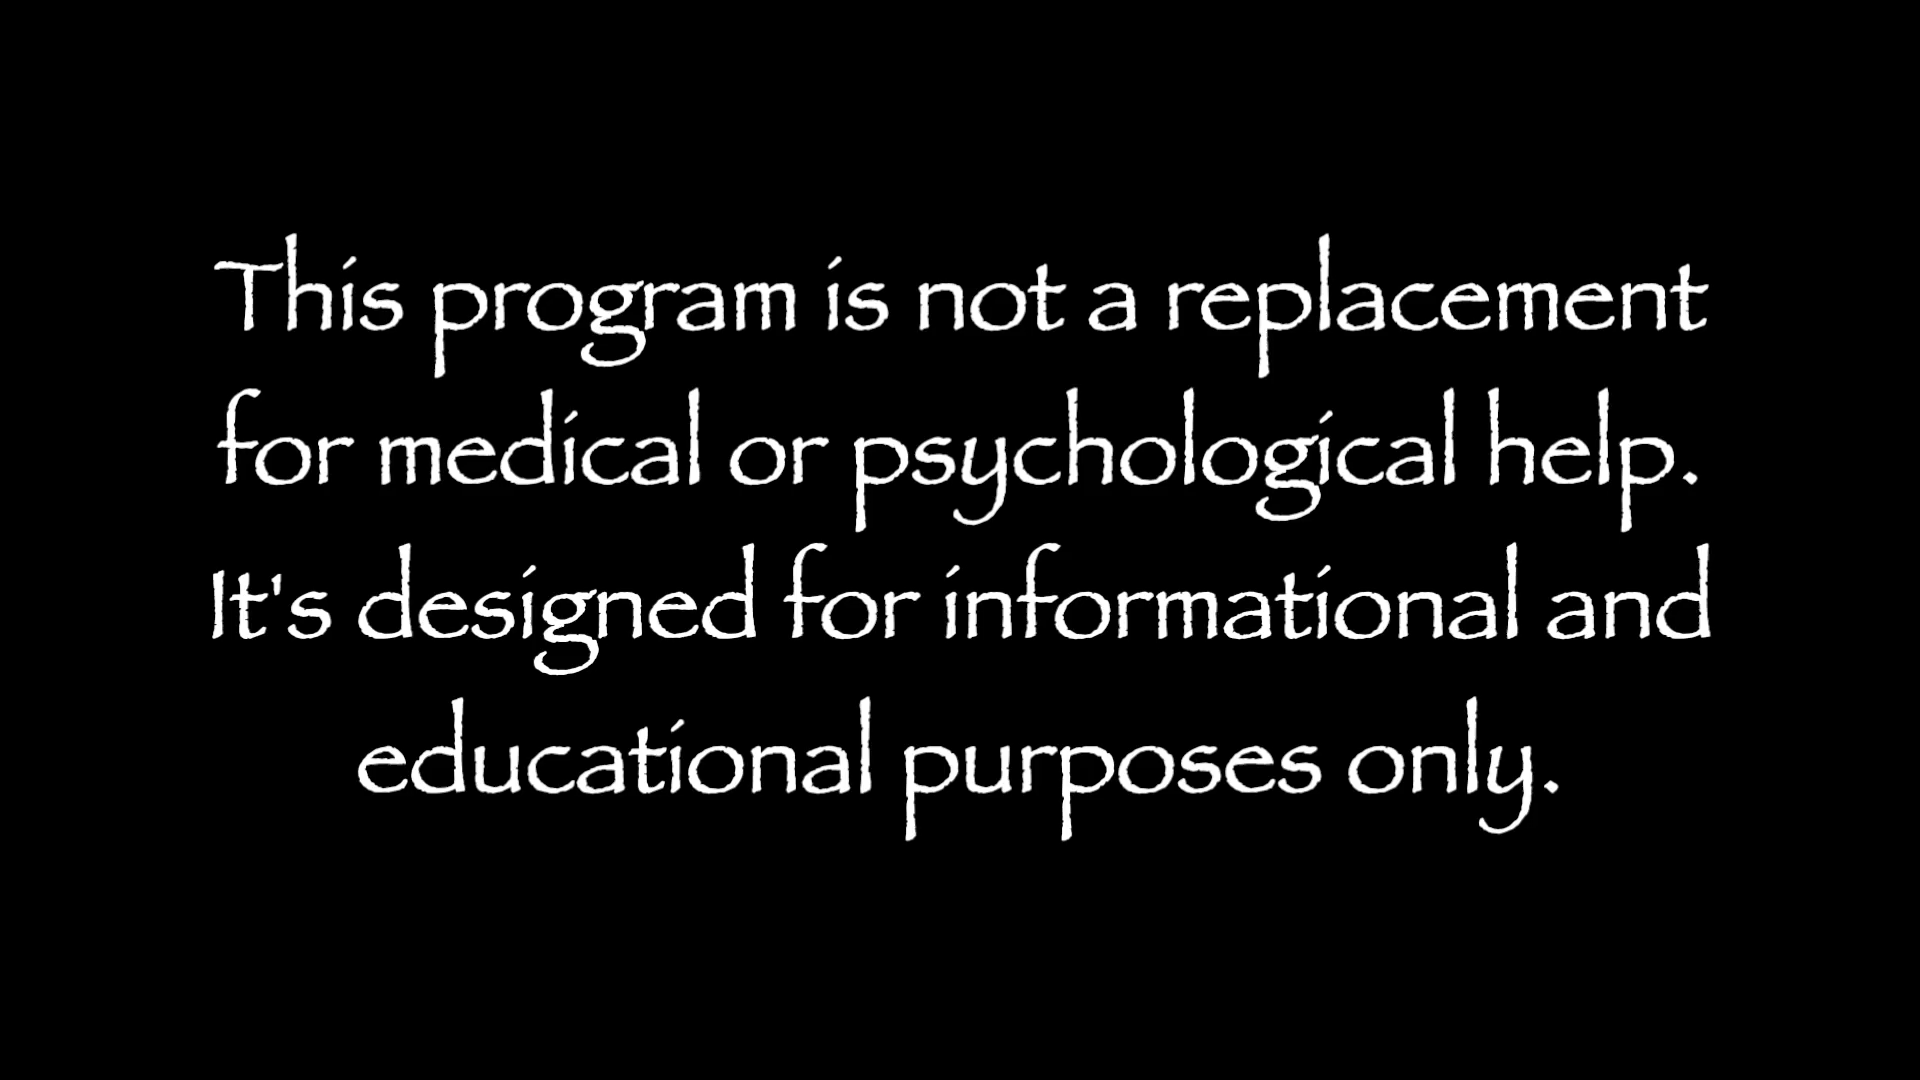 This program is not a replacement
for medical or psychological help.
It's designed for informational and
educational purposes only.